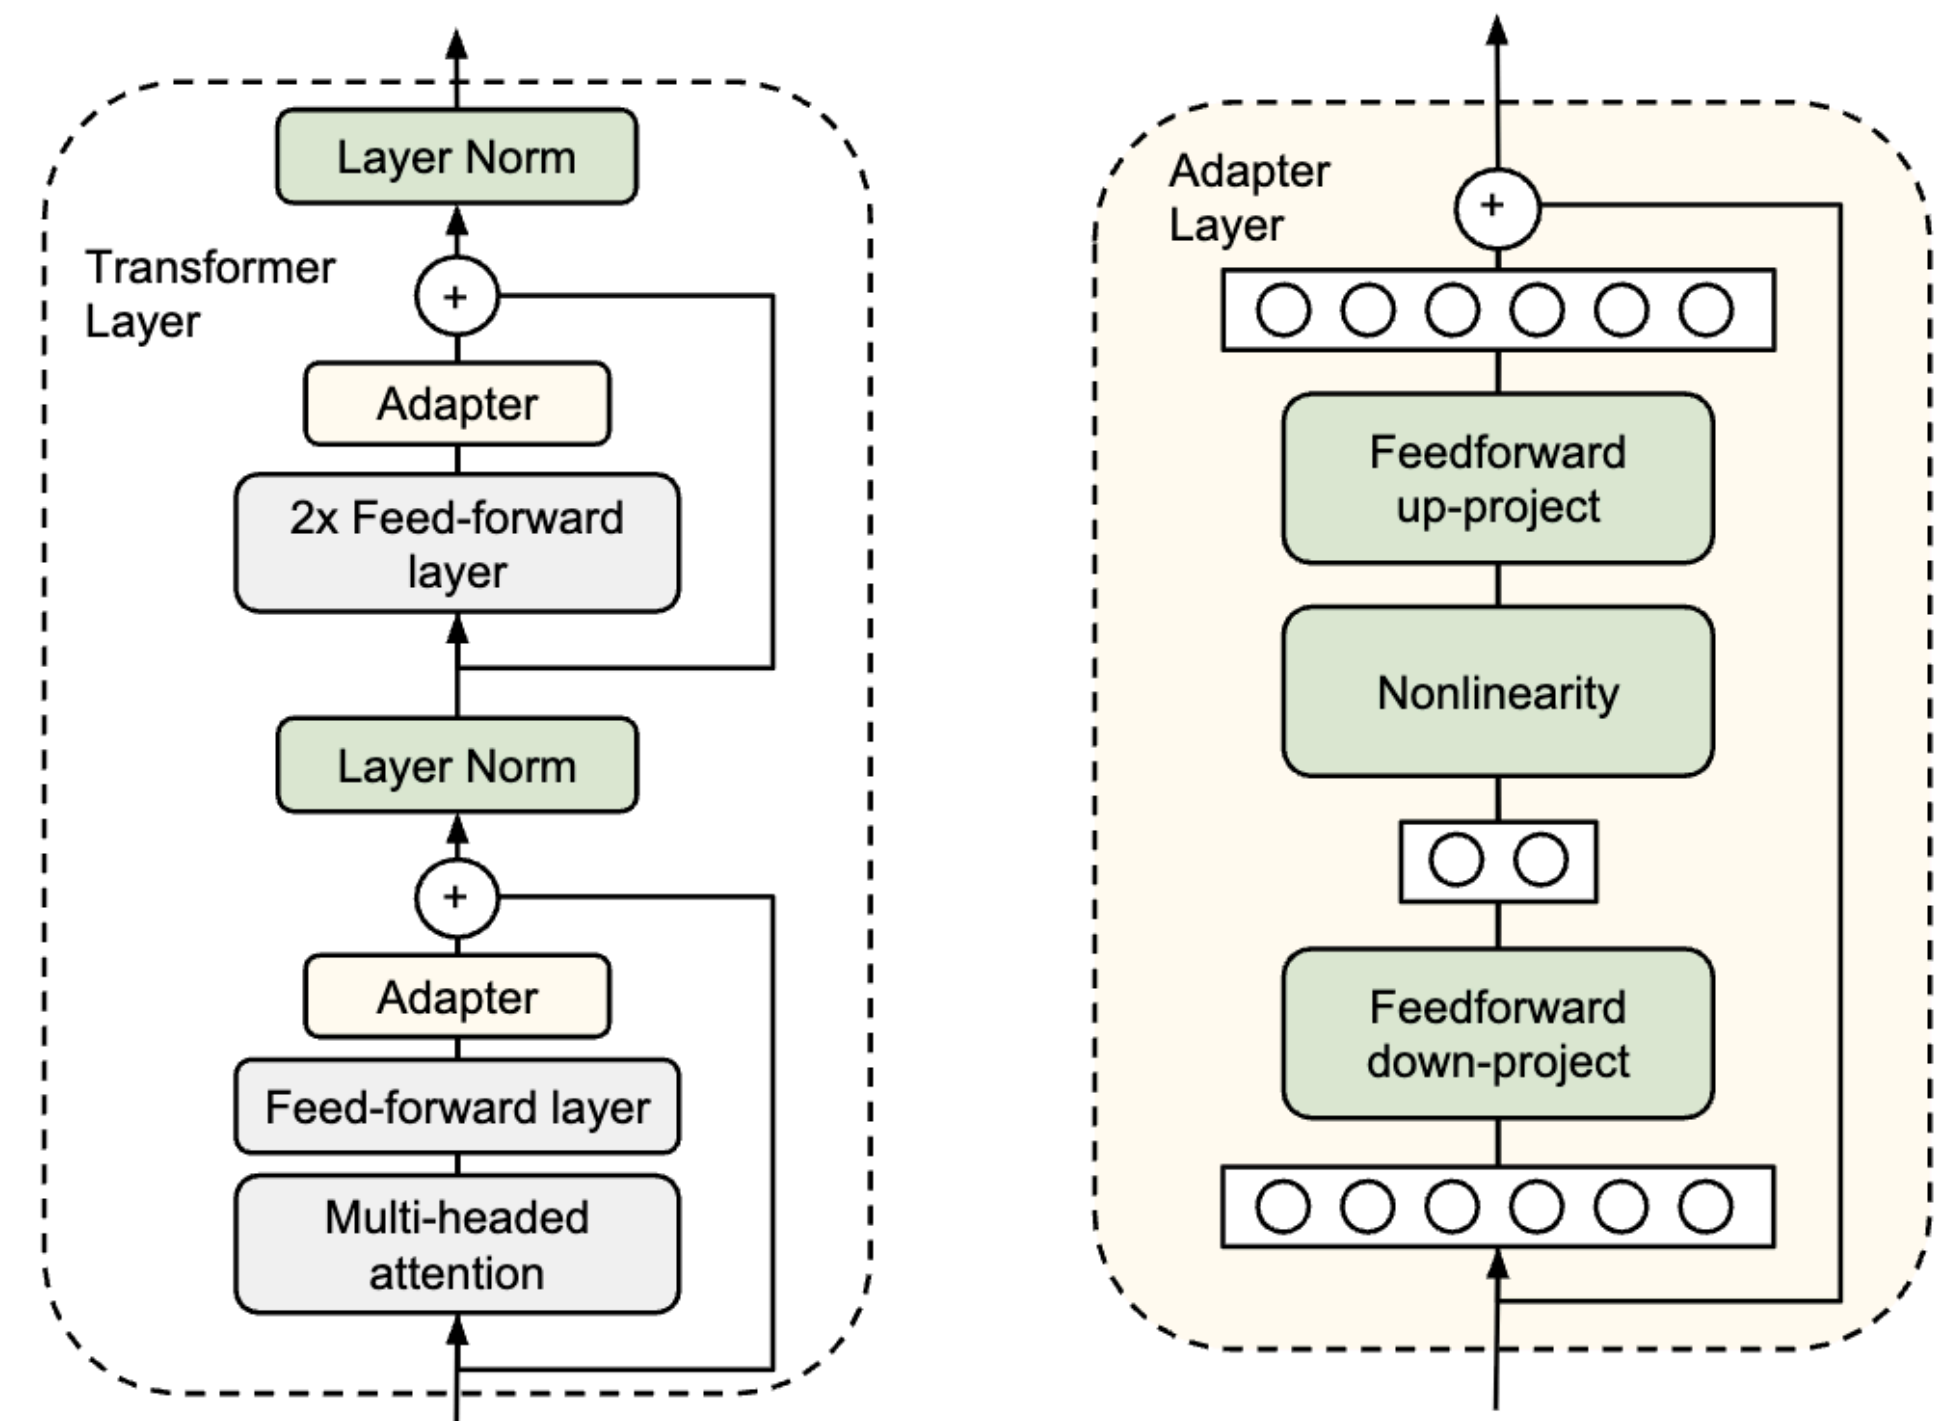 Layer Norm
Transformer
Layer
+
Adapter
2x Feed-forward
layer
Layer Norm
+
Adapter
Feed-forward layer
Multi-headed
attention
Adapter
Layer
+
Feedforward
up-project
Nonlinearity
Feedforward
down-project